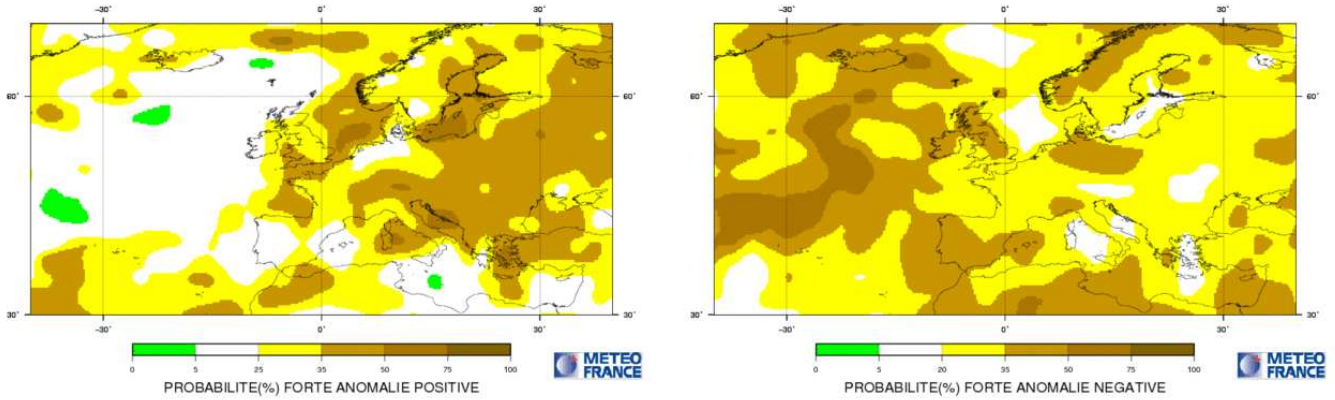 −30° 0° 30°
60° 60°
30° 30°
−30° 0° 30°
0 5 25 35 50 75 100
PROBABILITE(%) FORTE ANOMALIE POSITIVE
METEO
FRANCE
−30° 0° 30°
60° 60°
30° 30°
−30° 0° 30°
0 5 20 35 50 75 100
PROBABILITE(%) FORTE ANOMALIE NEGATIVE
METEO
FRANCE